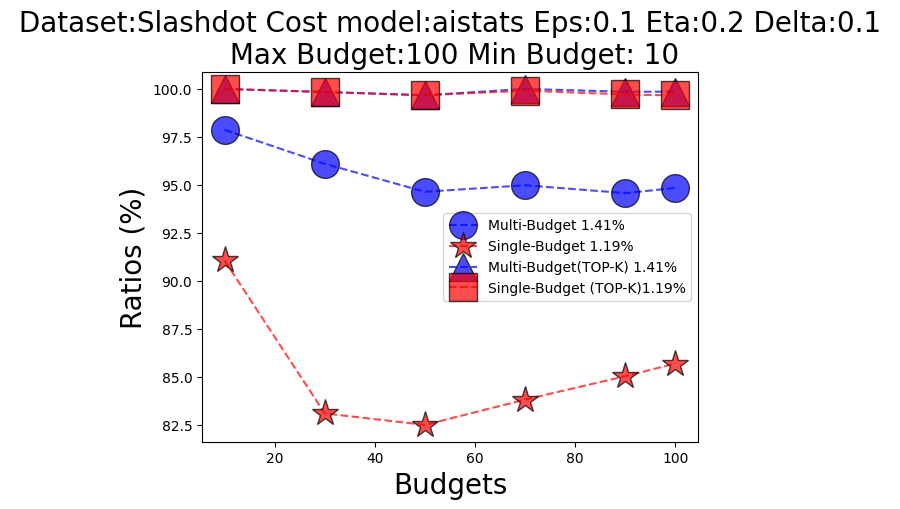 Dataset:Slashdot Cost model:aistats Eps:0.1 Eta:0.2 Delta:0.1
Max Budget:100 Min Budget: 10
100.0
97.5
95.0
92.5
90.0
87.5
85.0
82.5
Ratios (%)
Multi-Budget 1.41%
Single-Budget 1.19%
Multi-Budget(TOP-K) 1.41%
Single-Budget (TOP-K)1.19%
20 40 60 80 100
Budgets